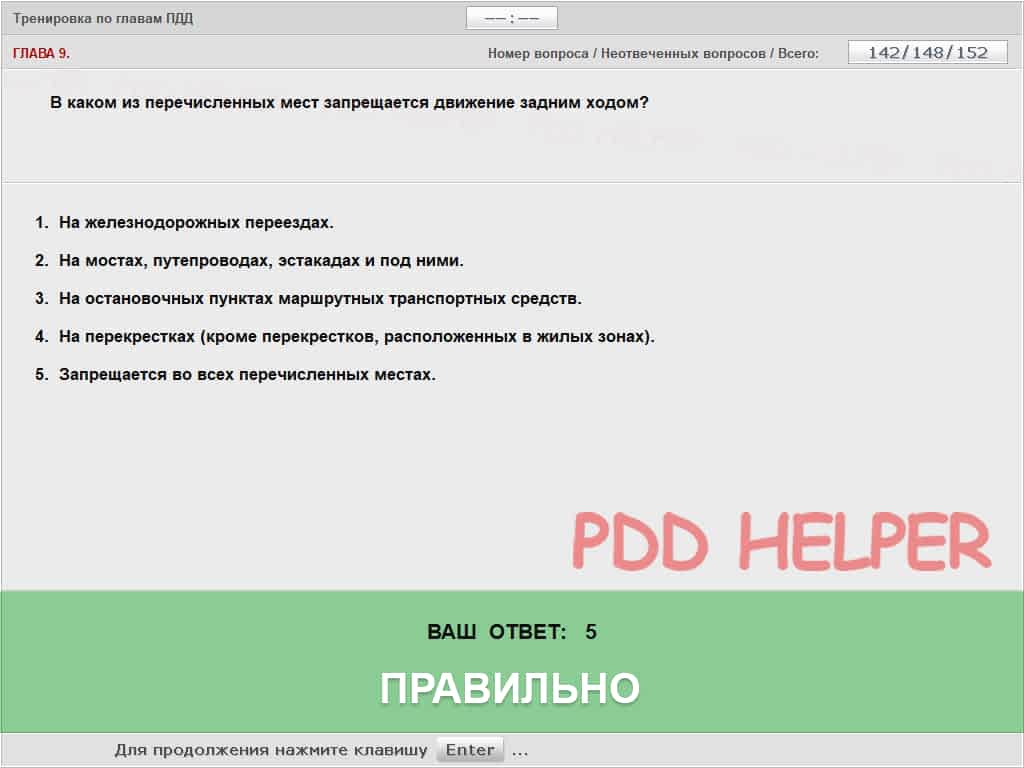 Тренировка по главам ПДД
—— : ——
ГЛАВА 9.
Номер вопроса / Неотвеченных вопросов / Всего:
142/148/152
В каком из перечисленных мест запрещается движение задним ходом?
1. На железнодорожных переездах.
2. На мостах, путепроводах, эстакадах и под ними.
3. На остановочных пунктах маршрутных транспортных средств.
4. На перекрестках (кроме перекрестков, расположенных в жилых зонах).
5. Запрещается во всех перечисленных местах.
PDD HELPER
ВАШ ОТВЕТ: 5
ПРАВИЛЬНО
Для продолжения нажмите клавишу Enter ...